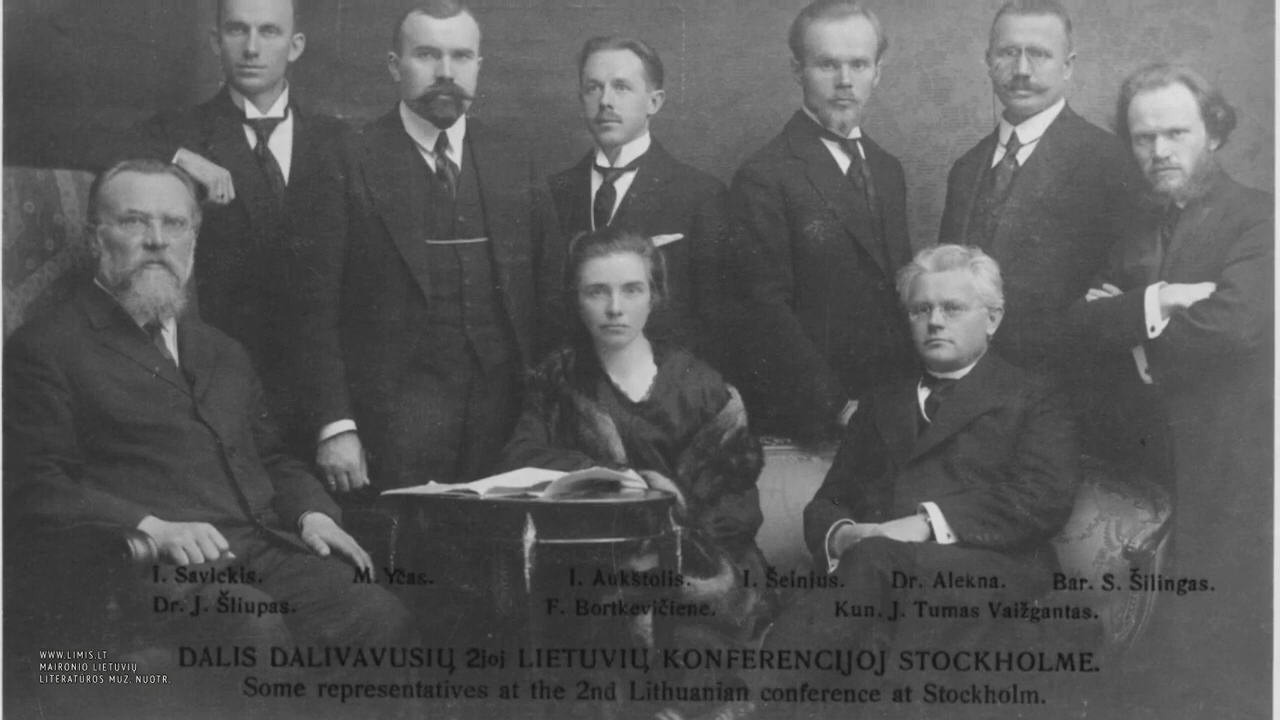 I. Savickis. M. Yčas. I. Aukštolis. I. Šeinius. Dr. Alekna. Bar. S. Šilingas.
Dr. J. Šliupas. F. Bortkevičiene. Kun. J. Tumas Vaižgantas.
DALIS DALIVAVUSIŲ 2joj LIETUVIŲ KONFERENCIJOJ STOCKHOLME.
Some representatives at the 2nd Lithuanian conference at Stockholm.
WWW.LIMIS.LT
MAIRONIO LIETUVIŲ
LITERATŪROS MUZ. NUOTR.